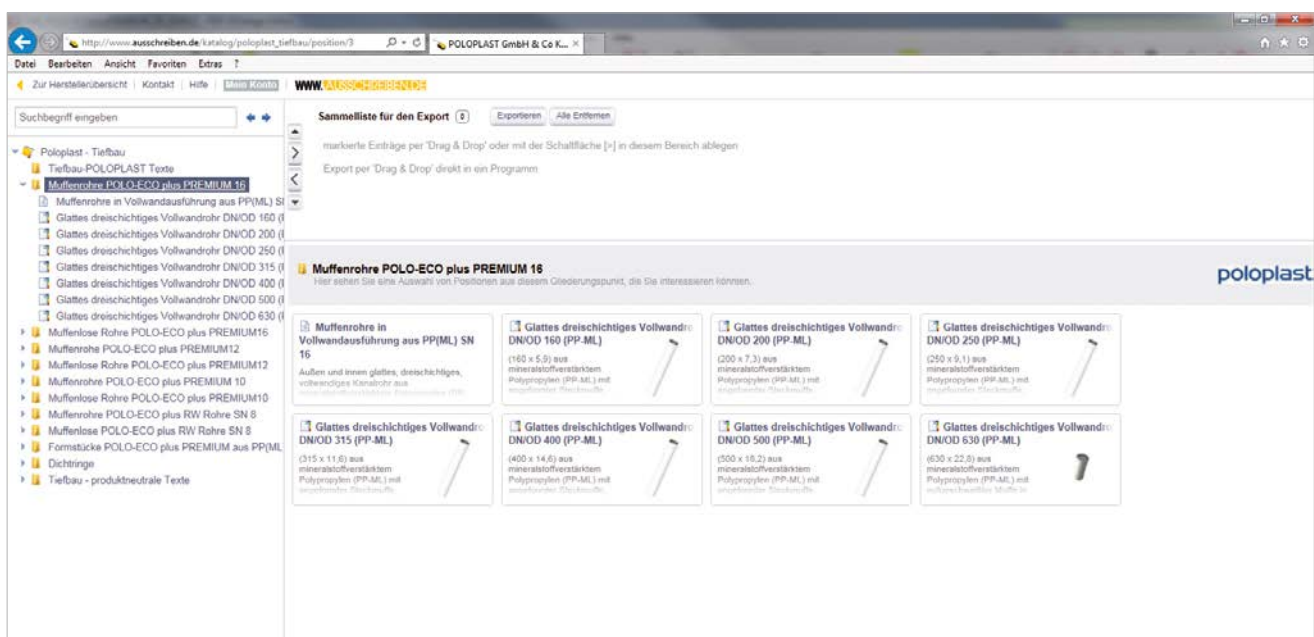 http://www.ausschreiben.de/katalog/poloplast_tiefbau/position/3
POLOPLAST GmbH & Co K...
Datei Bearbeiten Ansicht Favoriten Extras ?
Zur Herstellerübersicht | Kontakt | Hilfe | Mein Konto | WWW.AUSSCHREIBEN.DE
Suchbegriff eingeben
Poloplast - Tiefbau
Tiefbau-POLOPLAST Texte
Muffenrohre POLO-ECO plus PREMIUM 16
Muffenrohre in Vollwandausführung aus PP(ML) SN
Glattes dreischichtiges Vollwandrohr DN/OD 160 (
Glattes dreischichtiges Vollwandrohr DN/OD 200 (
Glattes dreischichtiges Vollwandrohr DN/OD 250 (
Glattes dreischichtiges Vollwandrohr DN/OD 315 (
Glattes dreischichtiges Vollwandrohr DN/OD 400 (
Glattes dreischichtiges Vollwandrohr DN/OD 500 (
Glattes dreischichtiges Vollwandrohr DN/OD 630 (
Muffenlose Rohre POLO-ECO plus PREMIUM16
Muffenrohe POLO-ECO plus PREMIUM12
Muffenlose Rohre POLO-ECO plus PREMIUM12
Muffenrohre POLO-ECO plus PREMIUM 10
Muffenlose Rohre POLO-ECO plus PREMIUM10
Muffenrohre POLO-ECO plus RW Rohre SN 8
Muffenlose POLO-ECO plus RW Rohre SN 8
Formstücke POLO-ECO plus PREMIUM aus PP(ML
Dichtringe
Tiefbau - produktneutrale Texte
Sammelliste für den Export 0 Exportieren Alle Entfernen
markierte Einträge per 'Drag & Drop' oder mit der Schaltfläche [>] in diesem Bereich ablegen
Export per 'Drag & Drop' direkt in ein Programm
Muffenrohre POLO-ECO plus PREMIUM 16
Hier sehen Sie eine Auswahl von Positionen aus diesem Gliederungspunkt, die Sie interessieren können.
poloplast
Muffenrohre in
Vollwandausführung aus PP(ML) SN
16
Außen und innen glattes, dreischichtiges,
vollwandiges Kanalrohr aus
Glattes dreischichtiges Vollwandro
DN/OD 160 (PP-ML)
(160 x 5,9) aus
mineralstoffverstärktem
Polypropylen (PP-ML) mit
Glattes dreischichtiges Vollwandro
DN/OD 200 (PP-ML)
(200 x 7,3) aus
mineralstoffverstärktem
Polypropylen (PP-ML) mit
Glattes dreischichtiges Vollwandro
DN/OD 250 (PP-ML)
(250 x 9,1) aus
mineralstoffverstärktem
Polypropylen (PP-ML) mit
Glattes dreischichtiges Vollwandro
DN/OD 315 (PP-ML)
(315 x 11,6) aus
mineralstoffverstärktem
Polypropylen (PP-ML) mit
Glattes dreischichtiges Vollwandro
DN/OD 400 (PP-ML)
(400 x 14,6) aus
mineralstoffverstärktem
Polypropylen (PP-ML) mit
Glattes dreischichtiges Vollwandro
DN/OD 500 (PP-ML)
(500 x 18,2) aus
mineralstoffverstärktem
Polypropylen (PP-ML) mit
Glattes dreischichtiges Vollwandro
DN/OD 630 (PP-ML)
(630 x 22,8) aus
mineralstoffverstärktem
Polypropylen (PP-ML) mit